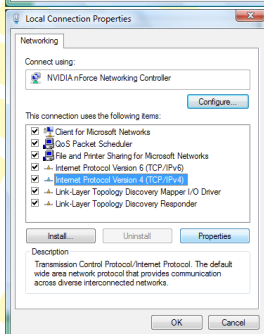 Local Connection Properties
Networking
Connect using:
NVIDIA nForce Networking Controller
Configure...
This connection uses the following items:
Client for Microsoft Networks
QoS Packet Scheduler
File and Printer Sharing for Microsoft Networks
Internet Protocol Version 6 (TCP/IPv6)
Internet Protocol Version 4 (TCP/IPv4)
Link-Layer Topology Discovery Mapper I/O Driver
Link-Layer Topology Discovery Responder
Install...
Uninstall
Properties
Description
Transmission Control Protocol/Internet Protocol. The default
wide area network protocol that provides communication
across diverse interconnected networks.
OK
Cancel